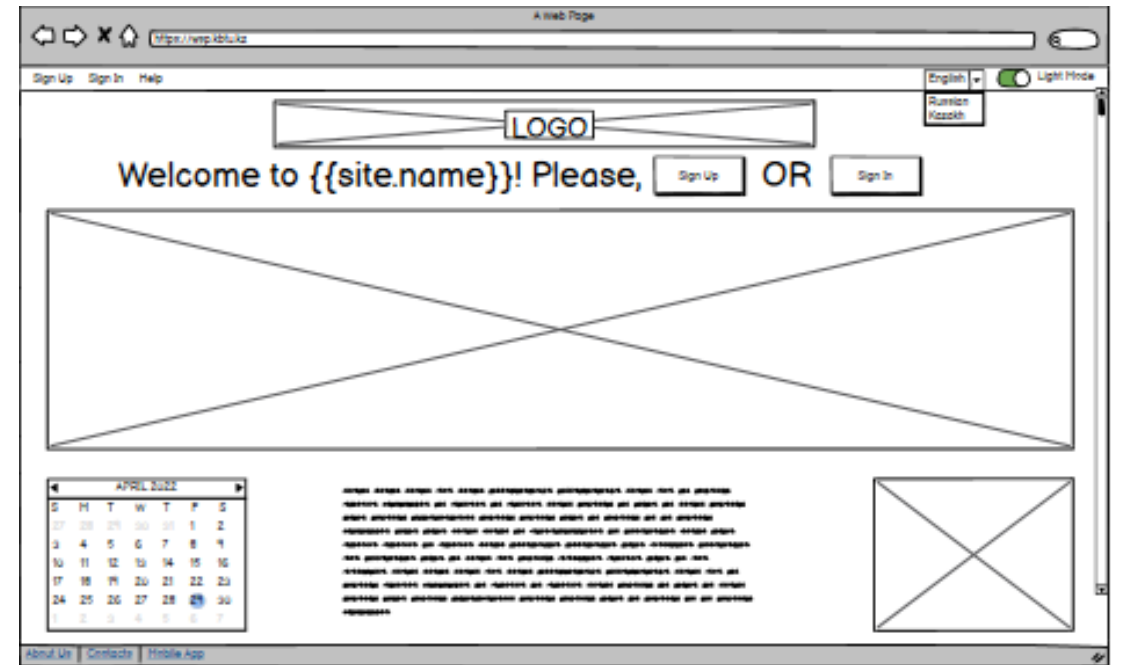 A Web Page
https://wsp.kbtu.kz
Sign Up Sign In Help
English Light Mode
Russian
Kazakh
LOGO
Welcome to {{site.name}}! Please, Sign Up OR Sign In
APRIL 2022
S M T W T F S
27 28 29 30 31 1 2
3 4 5 6 7 8 9
10 11 12 13 14 15 16
17 18 19 20 21 22 23
24 25 26 27 28 29 30
1 2 3 4 5 6 7
About Us Contacts Mobile App